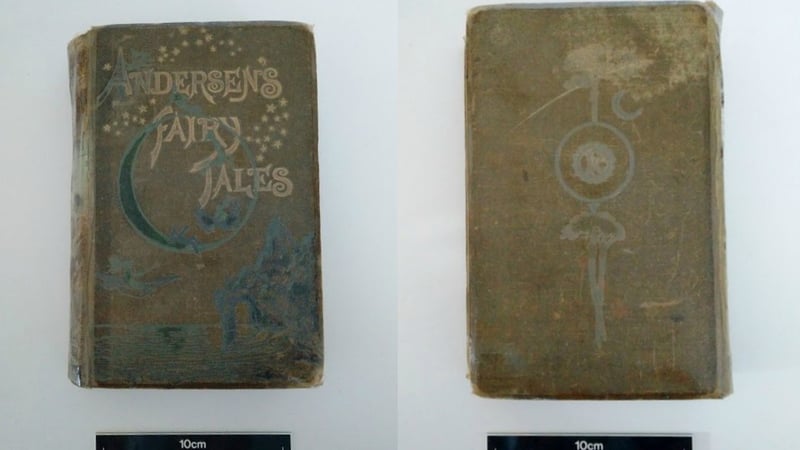 ANDERSEN'S
FAIRY
TALES
10cm
10cm